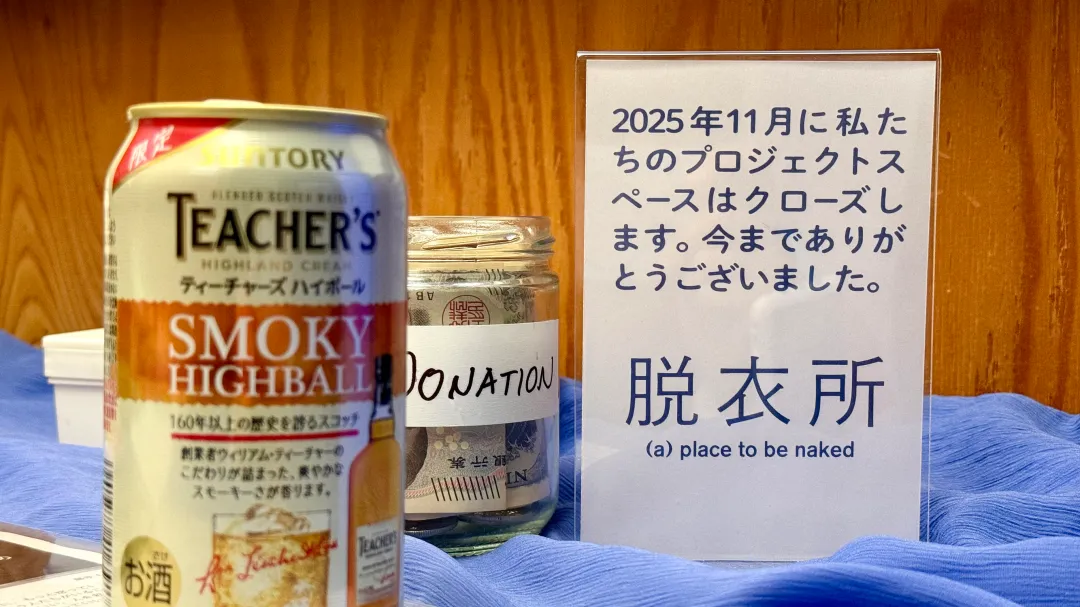 限定
SUNTORY
BLENDED SCOTCH WHISKY
TEACHER'S
HIGHLAND CREAM
ティーチャーズ ハイボール
SMOKY
HIGHBALL
160年以上の歴史を誇るスコッチ
創業者ウィリアム・ティーチャーの
こだわりが詰まった、爽やかな
スモーキーさが香ります。
さけ
お酒
TEACHER'S
AB
DONATION
2025年11月に私た
ちのプロジェクトス
ペースはクローズし
ます。今までありが
とうございました。
脱衣所
(a) place to be naked